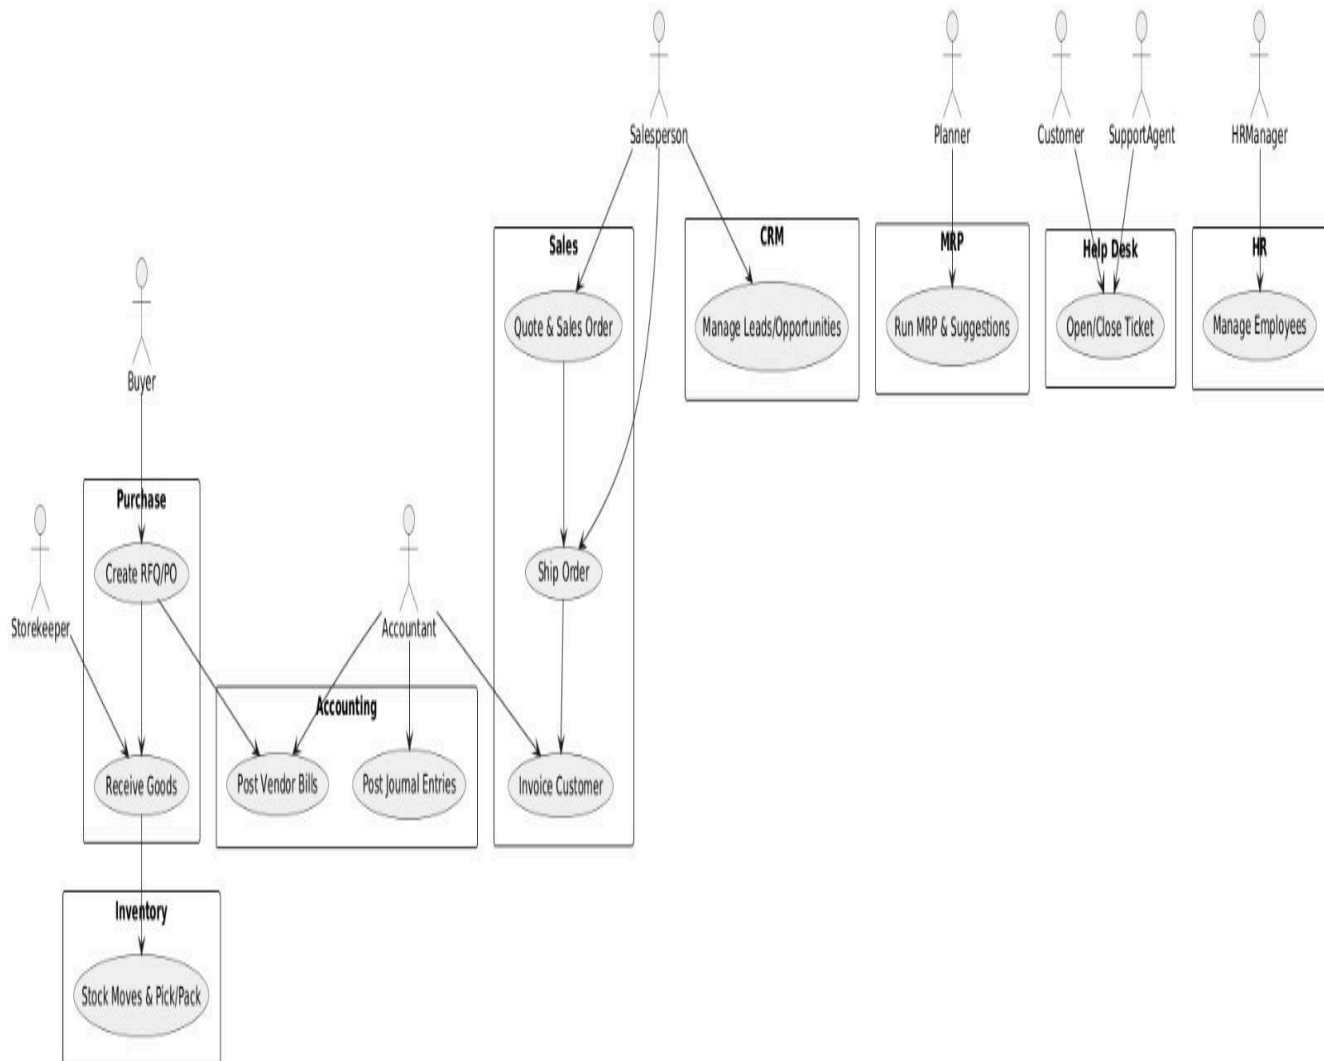 Salesperson
Planner
Customer
SupportAgent
HRManager
Sales
CRM
MRP
Help Desk
HR
Quote & Sales Order
Manage Leads/Opportunities
Run MRP & Suggestions
Open/Close Ticket
Manage Employees
Buyer
Purchase
Create RFQ/PO
Ship Order
Storekeeper
Accountant
Accounting
Receive Goods
Post Vendor Bills
Post Journal Entries
Invoice Customer
Inventory
Stock Moves & Pick/Pack